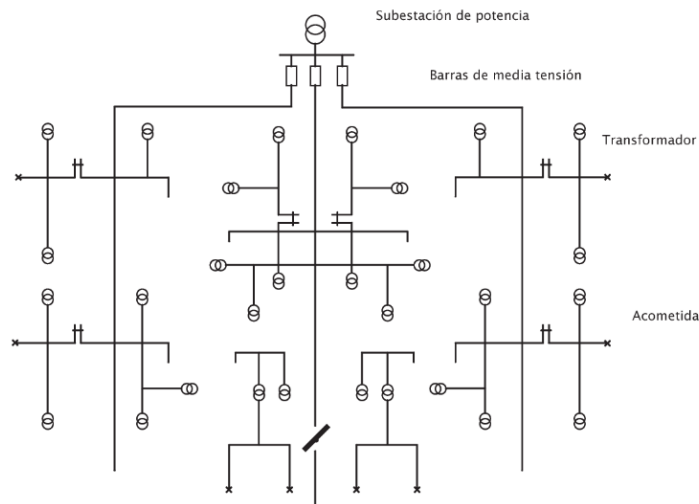 Subestación de potencia
Barras de media tensión
Transformador
Acometida